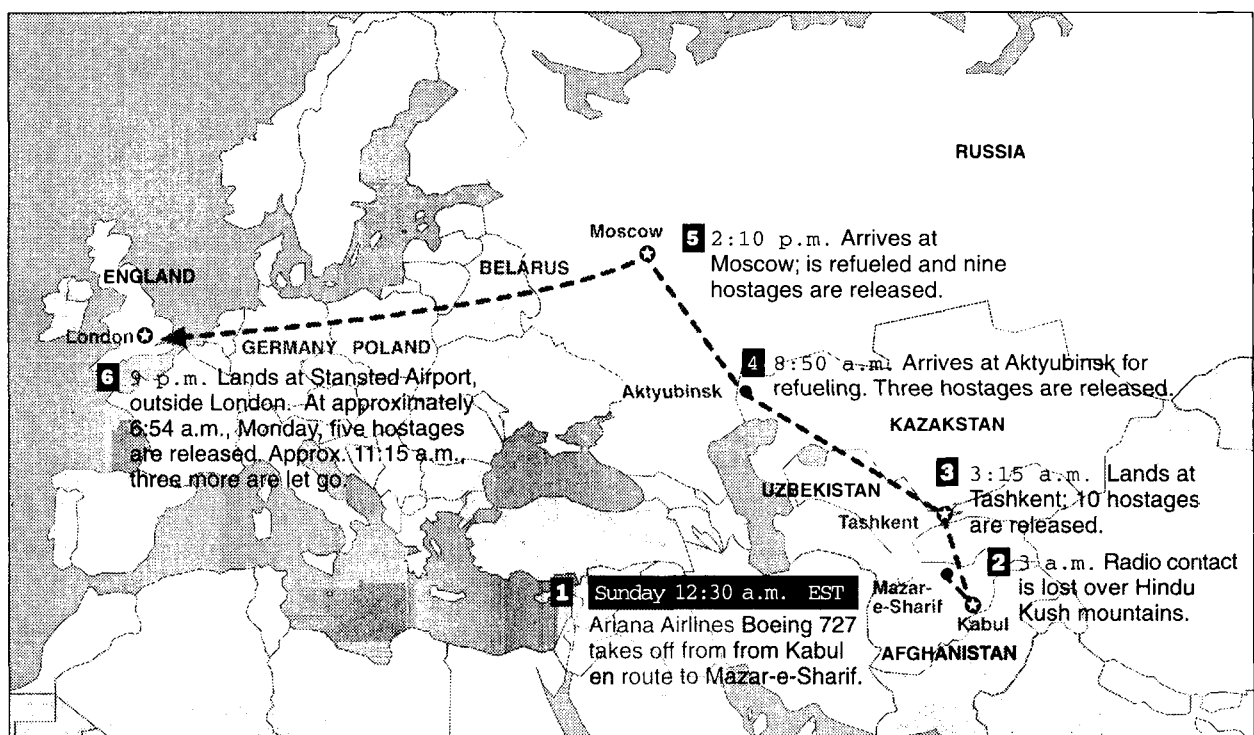 RUSSIA
Moscow
5 2:10 p.m. Arrives at
Moscow; is refueled and nine
hostages are released.
BELARUS
ENGLAND
London
GERMANY POLAND
6 9 p.m. Lands at Stansted Airport,
outside London. At approximately
6:54 a.m., Monday, five hostages
are released. Approx. 11:15 a.m.,
three more are let go.
4 8:50 a.m. Arrives at Aktyubinsk for
refueling. Three hostages are released.
Aktyubinsk
KAZAKSTAN
3 3:15 a.m. Lands at
Tashkent; 10 hostages
are released.
UZBEKISTAN
Tashkent
2 3 a.m. Radio contact
is lost over Hindu
Kush mountains.
Mazar-
e-Sharif
Kabul
AFGHANISTAN
1 Sunday 12:30 a.m. EST
Ariana Airlines Boeing 727
takes off from from Kabul
en route to Mazar-e-Sharif.